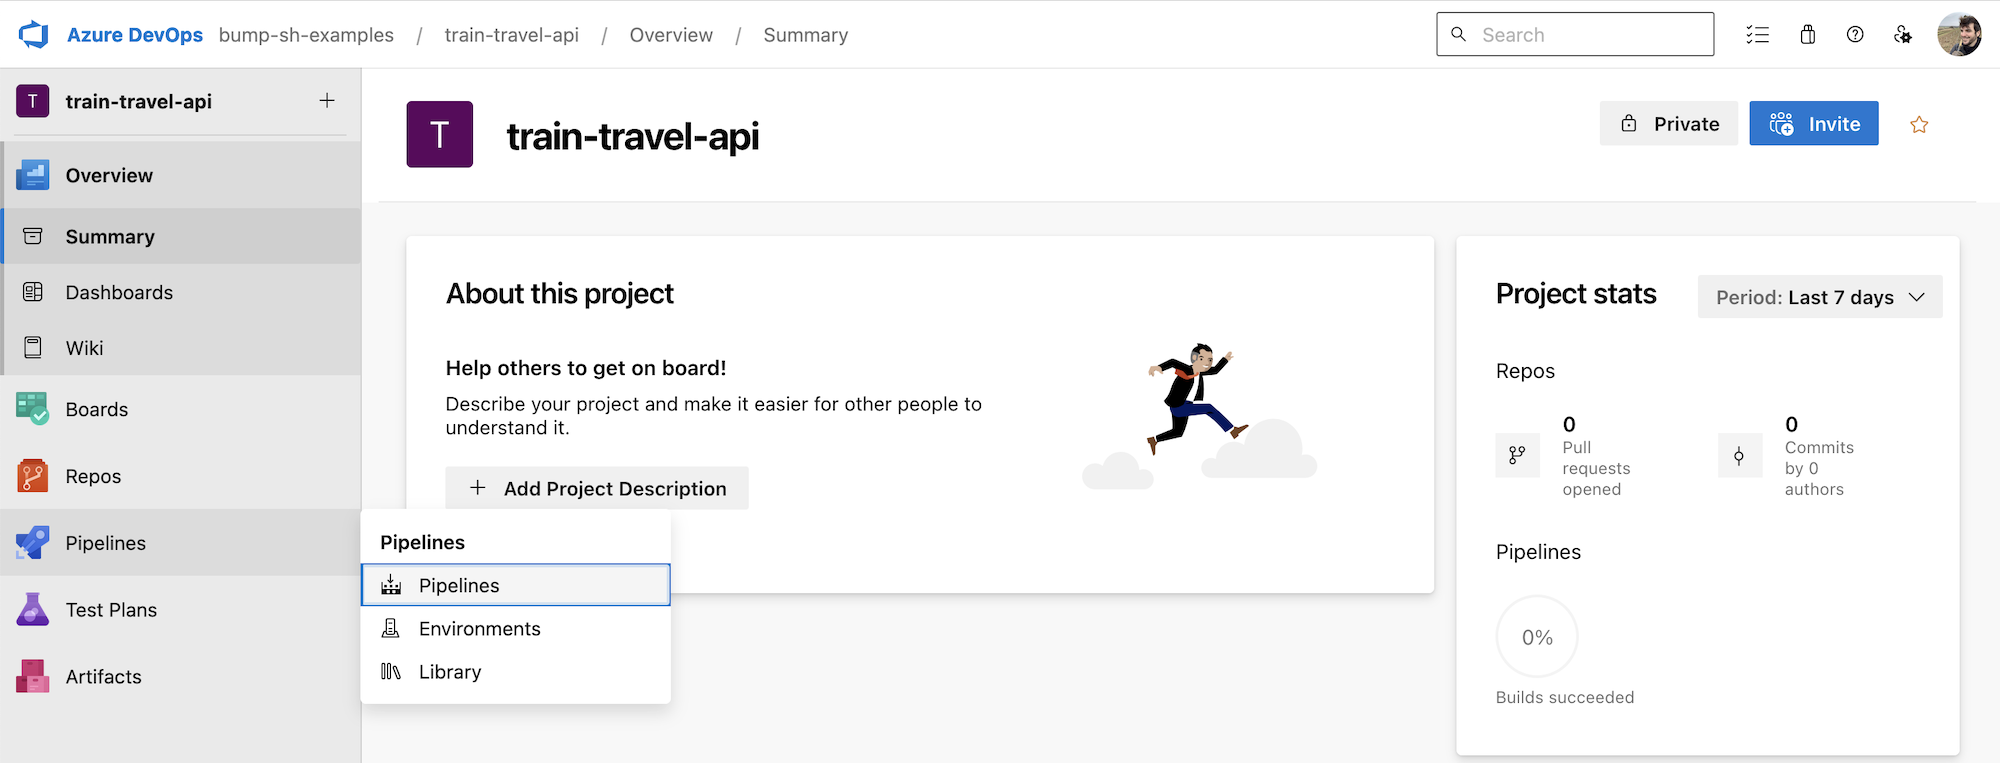 Azure DevOps bump-sh-examples / train-travel-api / Overview / Summary
Search
T train-travel-api +
Overview
Summary
Dashboards
Wiki
Boards
Repos
Pipelines
Test Plans
Artifacts
T train-travel-api
Private
Invite
About this project
Help others to get on board!
Describe your project and make it easier for other people to
understand it.
+ Add Project Description
Pipelines
Pipelines
Environments
Library
Project stats
Period: Last 7 days
Repos
0
Pull
requests
opened
0
Commits
by 0
authors
Pipelines
0%
Builds succeeded